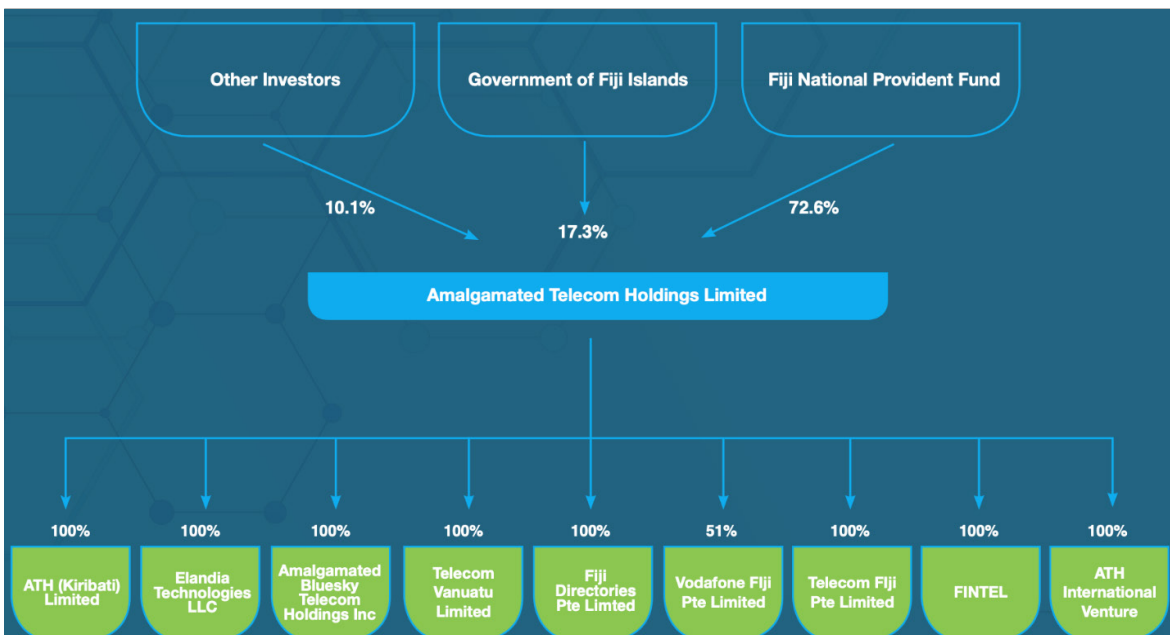 Other Investors
Government of Fiji Islands
Fiji National Provident Fund
10.1%
17.3%
72.6%
Amalgamated Telecom Holdings Limited
100%
100%
100%
100%
100%
51%
100%
100%
100%
ATH (Kiribati)
Limited
Elandia
Technologies
LLC
Amalgamated
Bluesky
Telecom
Holdings Inc
Telecom
Vanuatu
Limited
Fiji
Directories
Pte Limted
Vodafone FIji
Pte Limited
Telecom FIji
Pte Limited
FINTEL
ATH
International
Venture